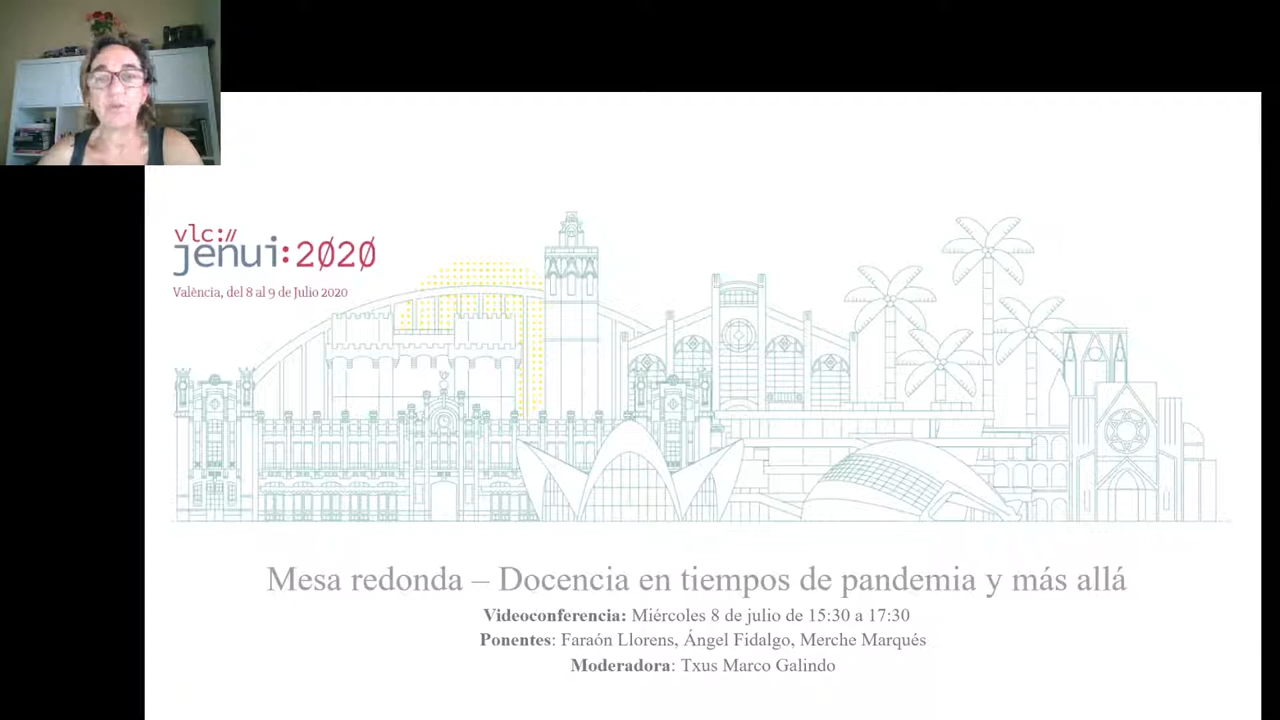 vlc://
jenui:2020
València, del 8 al 9 de Julio 2020
Mesa redonda – Docencia en tiempos de pandemia y más allá
Videoconferencia: Miércoles 8 de julio de 15:30 a 17:30
Ponentes: Faraón Llorens, Ángel Fidalgo, Merche Marqués
Moderadora: Txus Marco Galindo